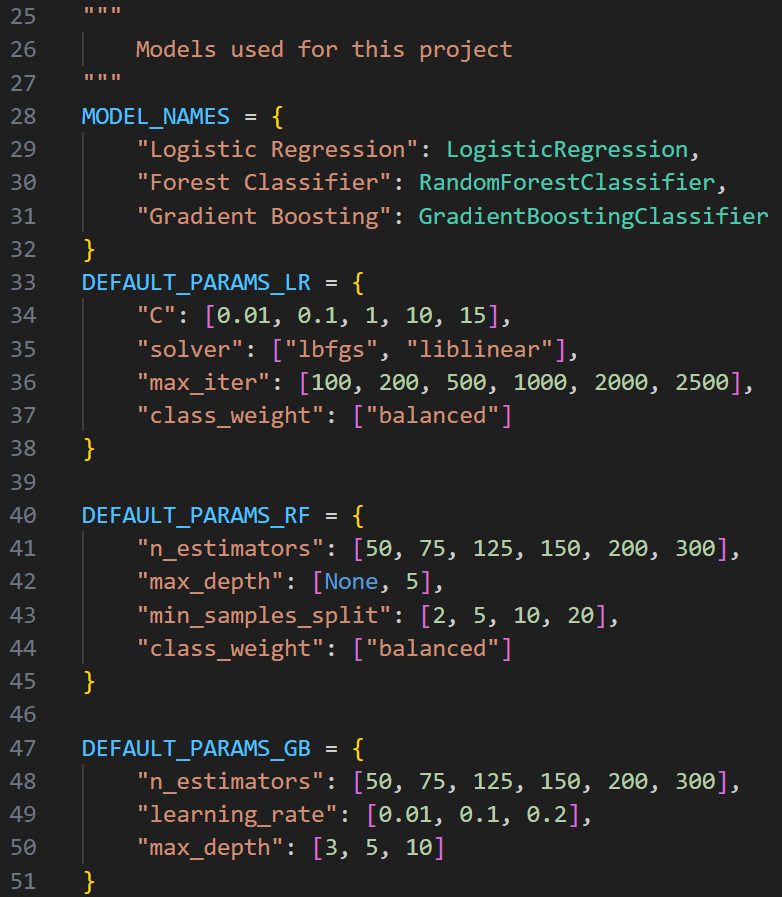 25 """
26     Models used for this project
27 """
28 MODEL_NAMES = {
29     "Logistic Regression": LogisticRegression,
30     "Forest Classifier": RandomForestClassifier,
31     "Gradient Boosting": GradientBoostingClassifier
32 }
33 DEFAULT_PARAMS_LR = {
34     "C": [0.01, 0.1, 1, 10, 15],
35     "solver": ["lbfgs", "liblinear"],
36     "max_iter": [100, 200, 500, 1000, 2000, 2500],
37     "class_weight": ["balanced"]
38 }
39
40 DEFAULT_PARAMS_RF = {
41     "n_estimators": [50, 75, 125, 150, 200, 300],
42     "max_depth": [None, 5],
43     "min_samples_split": [2, 5, 10, 20],
44     "class_weight": ["balanced"]
45 }
46
47 DEFAULT_PARAMS_GB = {
48     "n_estimators": [50, 75, 125, 150, 200, 300],
49     "learning_rate": [0.01, 0.1, 0.2],
50     "max_depth": [3, 5, 10]
51 }